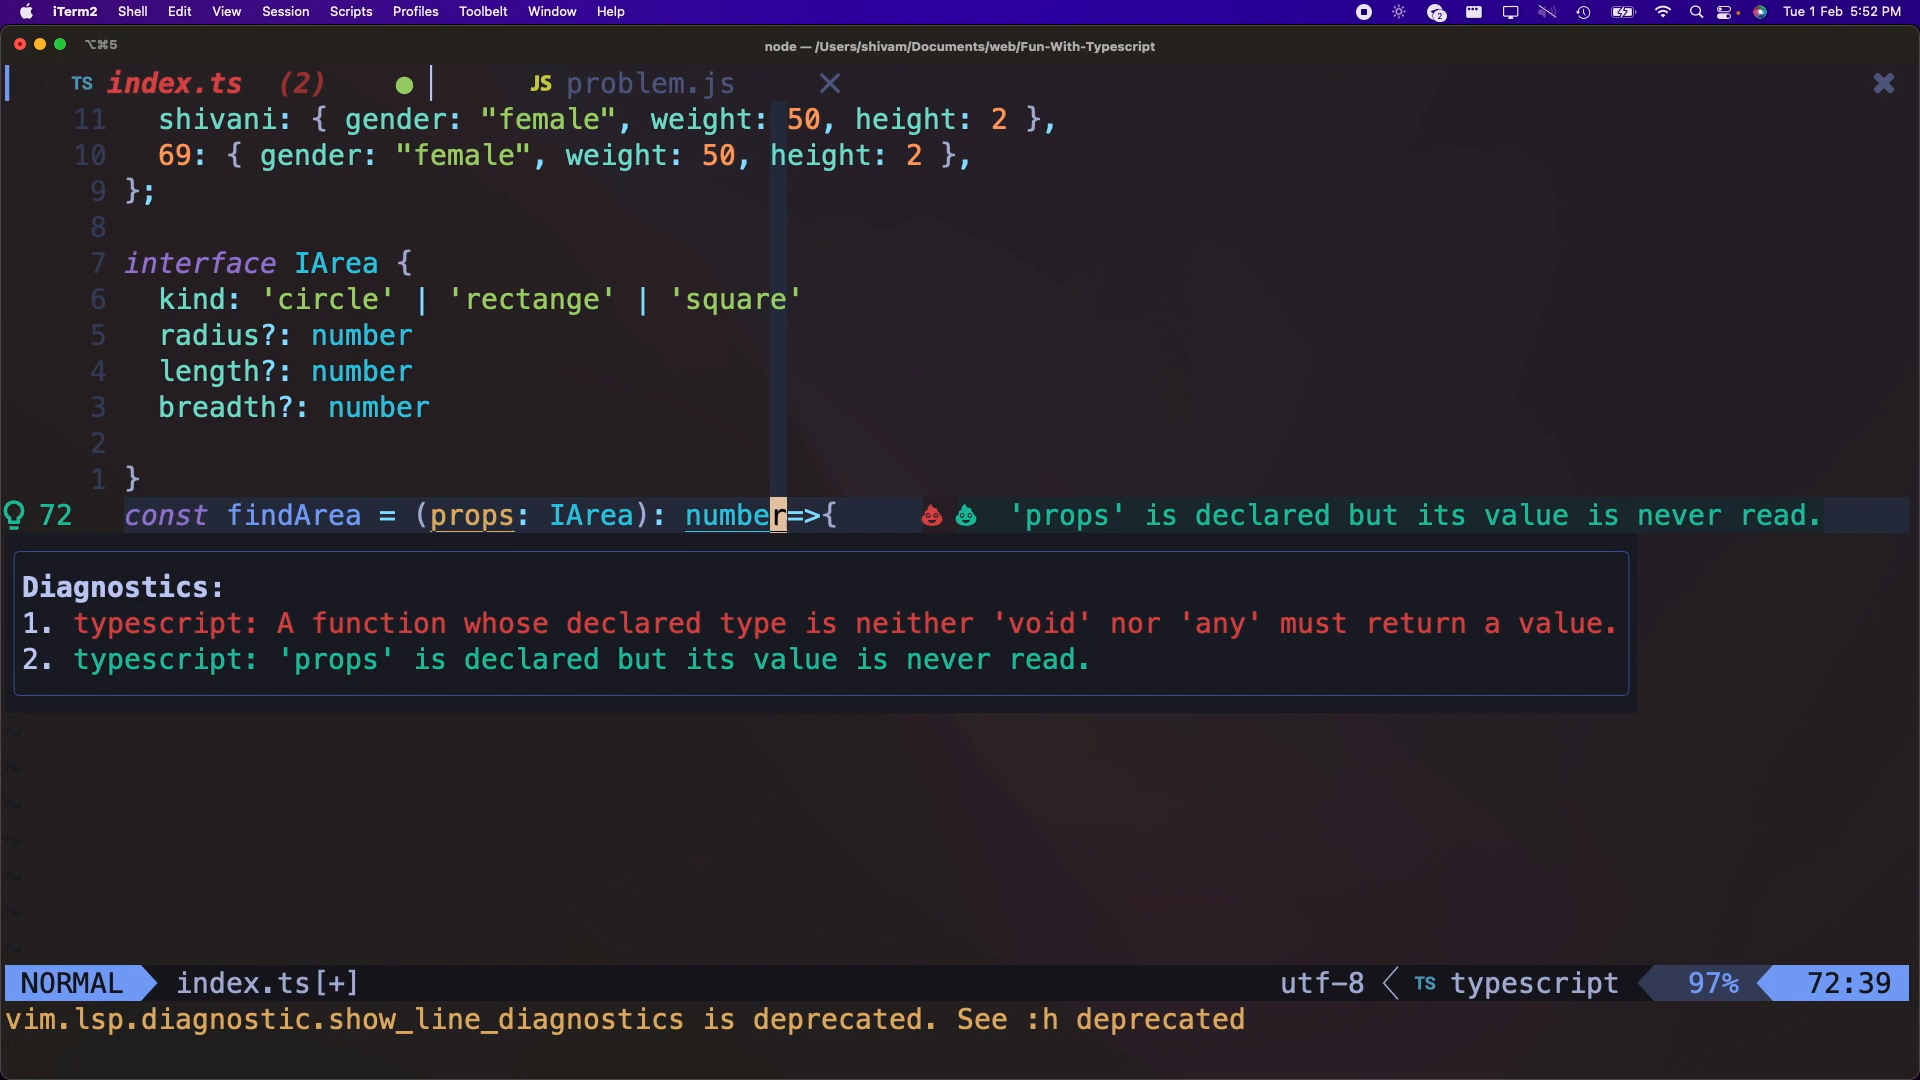 iTerm2 Shell Edit View Session Scripts Profiles Toolbelt Window Help 2 Tue 1 Feb 5:52 PM
⌥⌘5 node — /Users/shivam/Documents/web/Fun-With-Typescript
TS index.ts (2) JS problem.js
11 shivani: { gender: "female", weight: 50, height: 2 },
10 69: { gender: "female", weight: 50, height: 2 },
9 };
8
7 interface IArea {
6 kind: 'circle' | 'rectange' | 'square'
5 radius?: number
4 length?: number
3 breadth?: number
2
1 }
72 const findArea = (props: IArea): number=>{ 'props' is declared but its value is never read.
Diagnostics:
1. typescript: A function whose declared type is neither 'void' nor 'any' must return a value.
2. typescript: 'props' is declared but its value is never read.
~
~
~
~
~
~
~
NORMAL index.ts[+] utf-8 TS typescript 97% 72:39
vim.lsp.diagnostic.show_line_diagnostics is deprecated. See :h deprecated